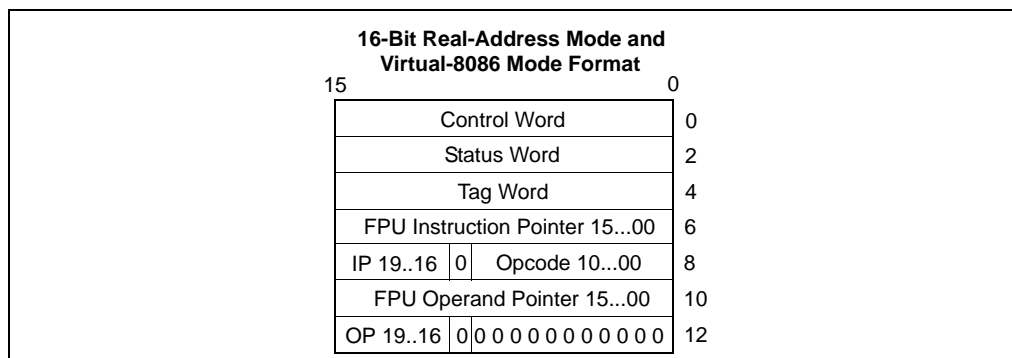 16-Bit Real-Address Mode and
Virtual-8086 Mode Format
15 0
Control Word 0
Status Word 2
Tag Word 4
FPU Instruction Pointer 15...00 6
IP 19..16 0 Opcode 10...00 8
FPU Operand Pointer 15...00 10
OP 19..16 0 0 0 0 0 0 0 0 0 0 0 0 12